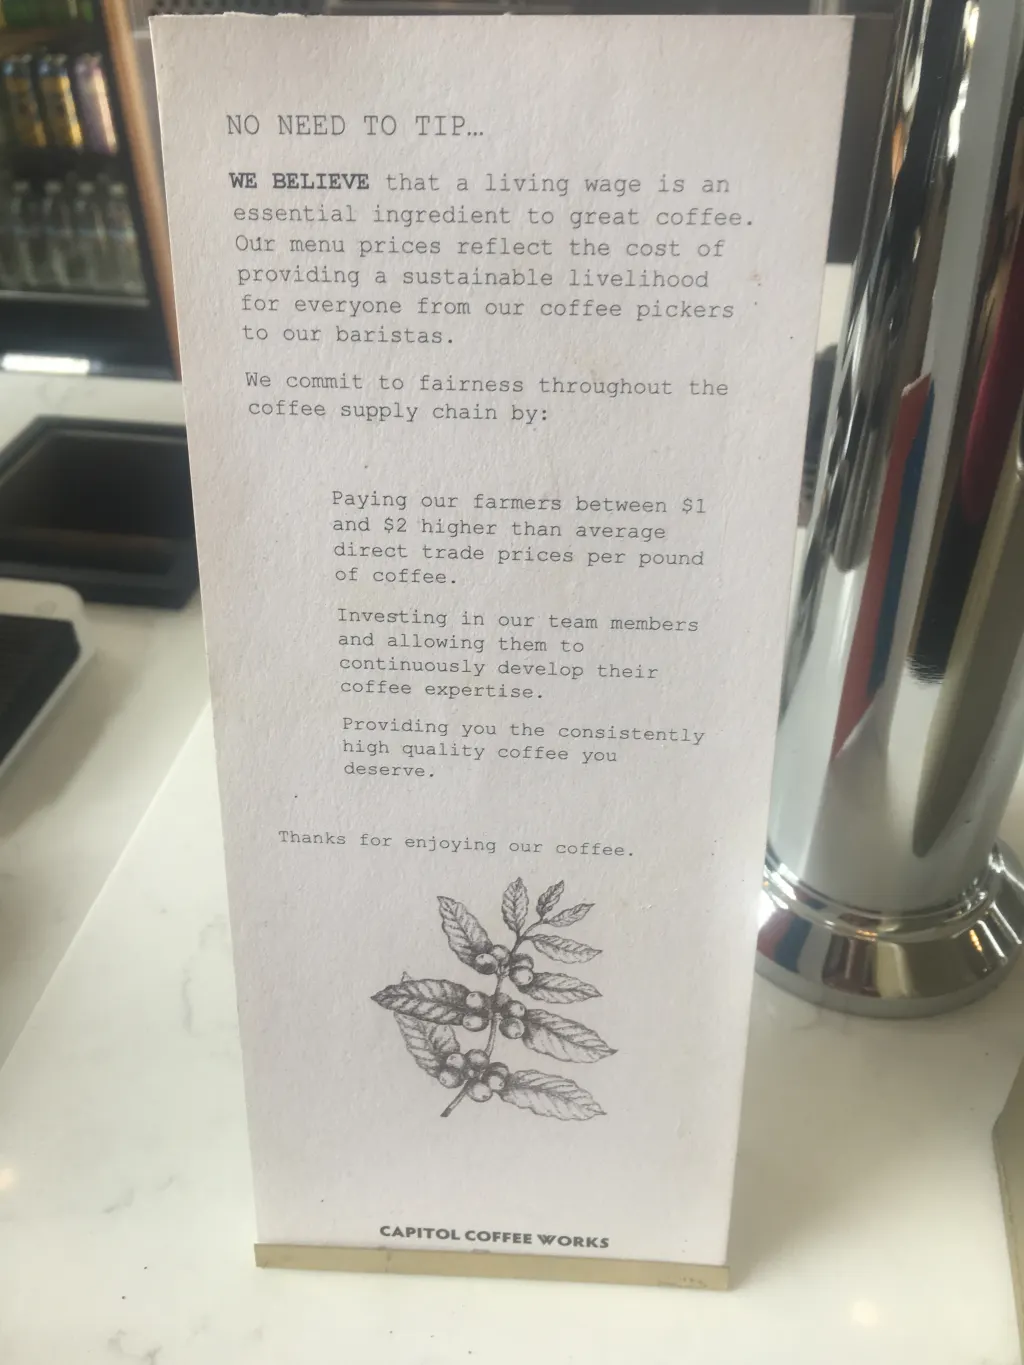 NO NEED TO TIP…
WE BELIEVE that a living wage is an
essential ingredient to great coffee.
Our menu prices reflect the cost of
providing a sustainable livelihood
for everyone from our coffee pickers
to our baristas.
We commit to fairness throughout the
coffee supply chain by:
Paying our farmers between $1
and $2 higher than average
direct trade prices per pound
of coffee.
Investing in our team members
and allowing them to
continuously develop their
coffee expertise.
Providing you the consistently
high quality coffee you
deserve.
Thanks for enjoying our coffee.
CAPITOL COFFEE WORKS